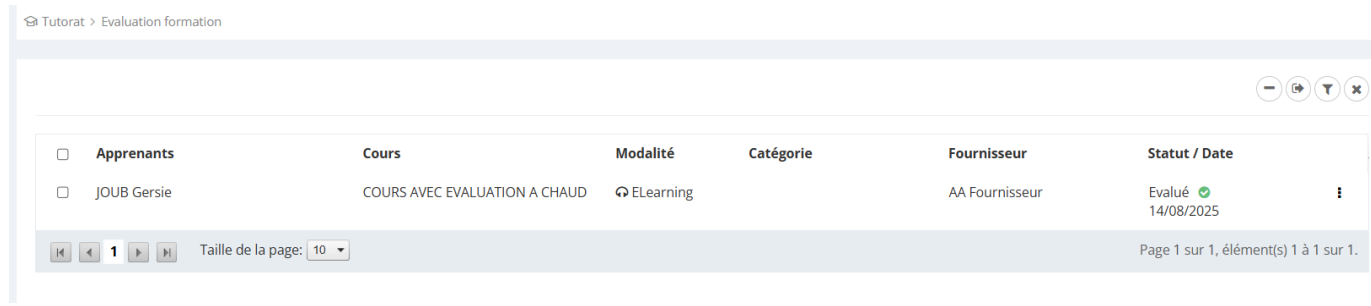 Tutorat > Evaluation formation
Apprenants Cours Modalité Catégorie Fournisseur Statut / Date
JOUB Gersie COURS AVEC EVALUATION A CHAUD ELearning AA Fournisseur Evalué
14/08/2025
1 Taille de la page: 10 Page 1 sur 1, élément(s) 1 à 1 sur 1.